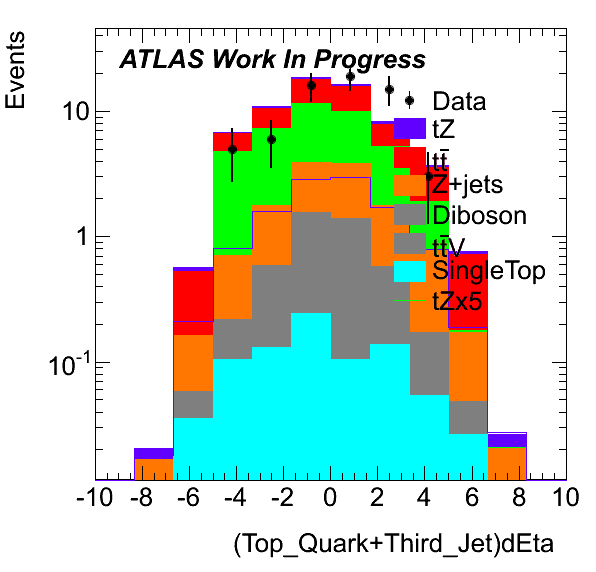 Events
ATLAS Work In Progress
Data
tZ
tt̅
Z+jets
Diboson
tt̅V
SingleTop
tZx5
10
1
10⁻¹
-10 -8 -6 -4 -2 0 2 4 6 8 10
(Top_Quark+Third_Jet)dEta